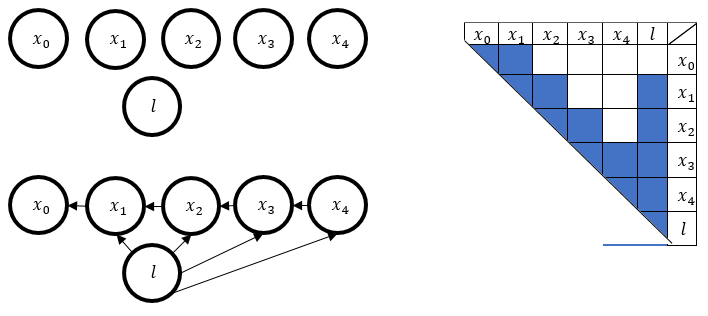 x₀ x₁ x₂ x₃ x₄
l
x₀ x₁ x₂ x₃ x₄
l
x₀ x₁ x₂ x₃ x₄ l
x₀
x₁
x₂
x₃
x₄
l